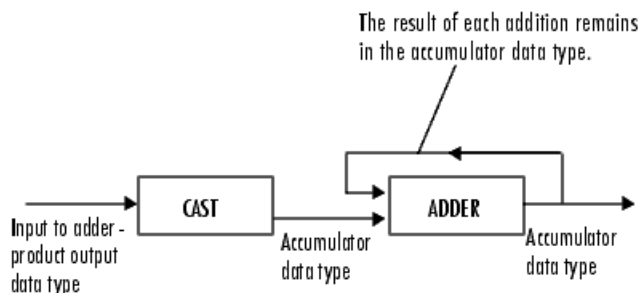 The result of each addition remains
in the accumulator data type.
CAST
ADDER
Input to adder -
product output
data type
Accumulator
data type
Accumulator
data type